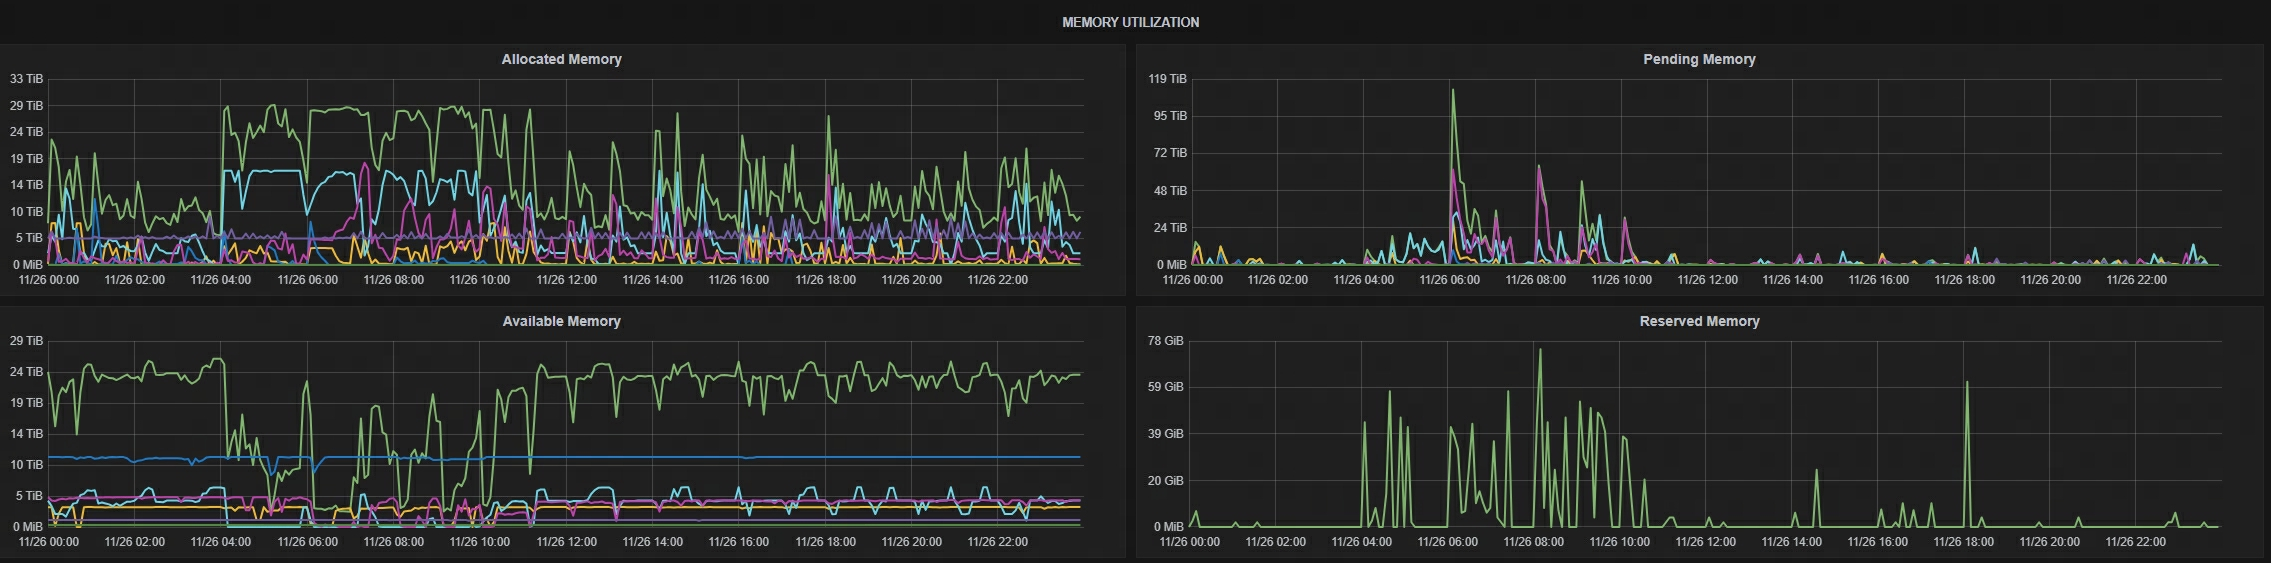 MEMORY UTILIZATION
Allocated Memory
33 TiB
29 TiB
24 TiB
19 TiB
14 TiB
10 TiB
5 TiB
0 MiB
11/26 00:00 11/26 02:00 11/26 04:00 11/26 06:00 11/26 08:00 11/26 10:00 11/26 12:00 11/26 14:00 11/26 16:00 11/26 18:00 11/26 20:00 11/26 22:00
Pending Memory
119 TiB
95 TiB
72 TiB
48 TiB
24 TiB
0 MiB
11/26 00:00 11/26 02:00 11/26 04:00 11/26 06:00 11/26 08:00 11/26 10:00 11/26 12:00 11/26 14:00 11/26 16:00 11/26 18:00 11/26 20:00 11/26 22:00
Available Memory
29 TiB
24 TiB
19 TiB
14 TiB
10 TiB
5 TiB
0 MiB
11/26 00:00 11/26 02:00 11/26 04:00 11/26 06:00 11/26 08:00 11/26 10:00 11/26 12:00 11/26 14:00 11/26 16:00 11/26 18:00 11/26 20:00 11/26 22:00
Reserved Memory
78 GiB
59 GiB
39 GiB
20 GiB
0 MiB
11/26 00:00 11/26 02:00 11/26 04:00 11/26 06:00 11/26 08:00 11/26 10:00 11/26 12:00 11/26 14:00 11/26 16:00 11/26 18:00 11/26 20:00 11/26 22:00